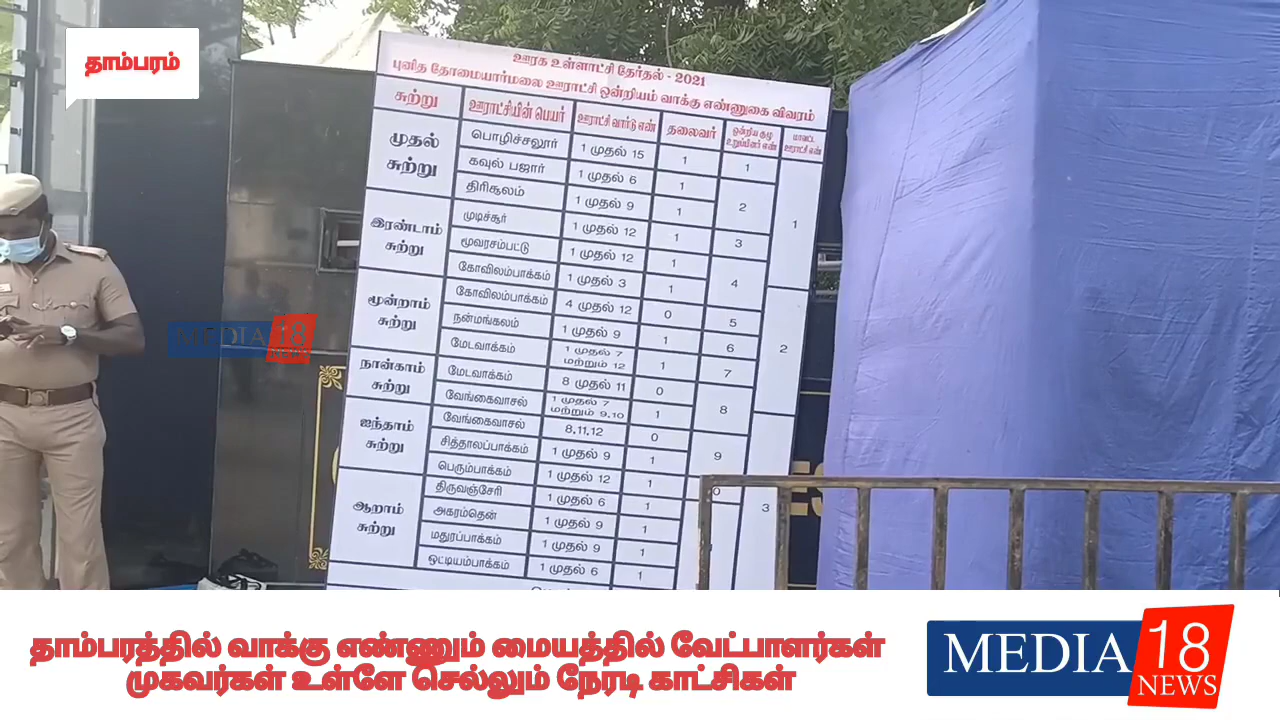 தாம்பரம்
ஊரக உள்ளாட்சி தேர்தல் - 2021
புனித தோமையார்மலை ஊராட்சி ஒன்றியம் வாக்கு எண்ணுகை விவரம்
சுற்று ஊராட்சியின் பெயர் ஊராட்சி வார்டு எண் தலைவர் ஒன்றிய குழு உறுப்பினர் எண் மாவட்ட ஊராட்சி எண்
முதல் சுற்று
பொழிச்சலூர் 1 முதல் 15 1 1
கவுல் பஜார் 1 முதல் 6 1 2 1
திரிசூலம் 1 முதல் 9 1
இரண்டாம் சுற்று
முடிச்சூர் 1 முதல் 12 1 3
மூவரசம்பட்டு 1 முதல் 12 1 4
கோவிலம்பாக்கம் 1 முதல் 3 1
மூன்றாம் சுற்று
கோவிலம்பாக்கம் 4 முதல் 12 0 5 2
நன்மங்கலம் 1 முதல் 9 1 6
மேடவாக்கம் 1 முதல் 7 மற்றும் 12 1 7
நான்காம் சுற்று
மேடவாக்கம் 8 முதல் 11 0 8
வேங்கைவாசல் 1 முதல் 7 மற்றும் 9,10 1
ஐந்தாம் சுற்று
வேங்கைவாசல் 8,11,12 0 9
சித்தாலப்பாக்கம் 1 முதல் 9 1
பெரும்பாக்கம் 1 முதல் 12 1 3
ஆறாம் சுற்று
திருவஞ்சேரி 1 முதல் 6 1
அகரம்தென் 1 முதல் 9 1
மதுரப்பாக்கம் 1 முதல் 9 1
ஒட்டியம்பாக்கம் 1 முதல் 6 1
MEDIA 18 NEWS
தாம்பரத்தில் வாக்கு எண்ணும் மையத்தில் வேட்பாளர்கள்
முகவர்கள் உள்ளே செல்லும் நேரடி காட்சிகள்
MEDIA 18 NEWS